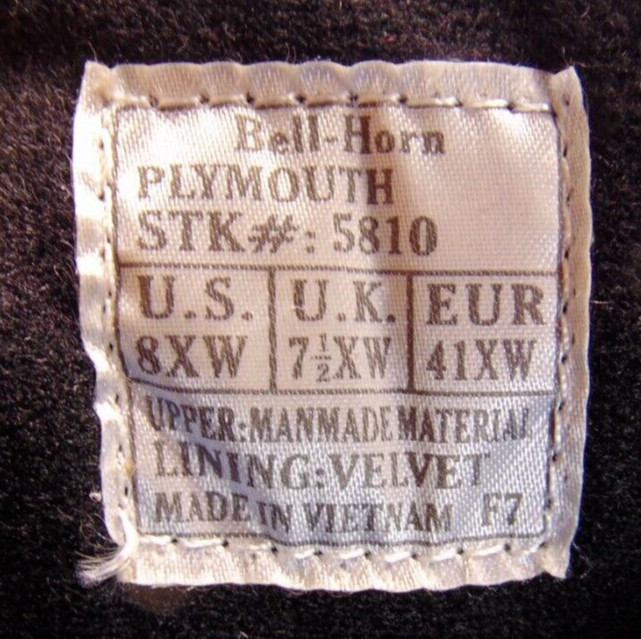 Bell-Horn
PLYMOUTH
STK#: 5810
U.S. U.K. EUR
8XW 7½XW 41XW
UPPER:MANMADE MATERIAL
LINING:VELVET
MADE IN VIETNAM F7